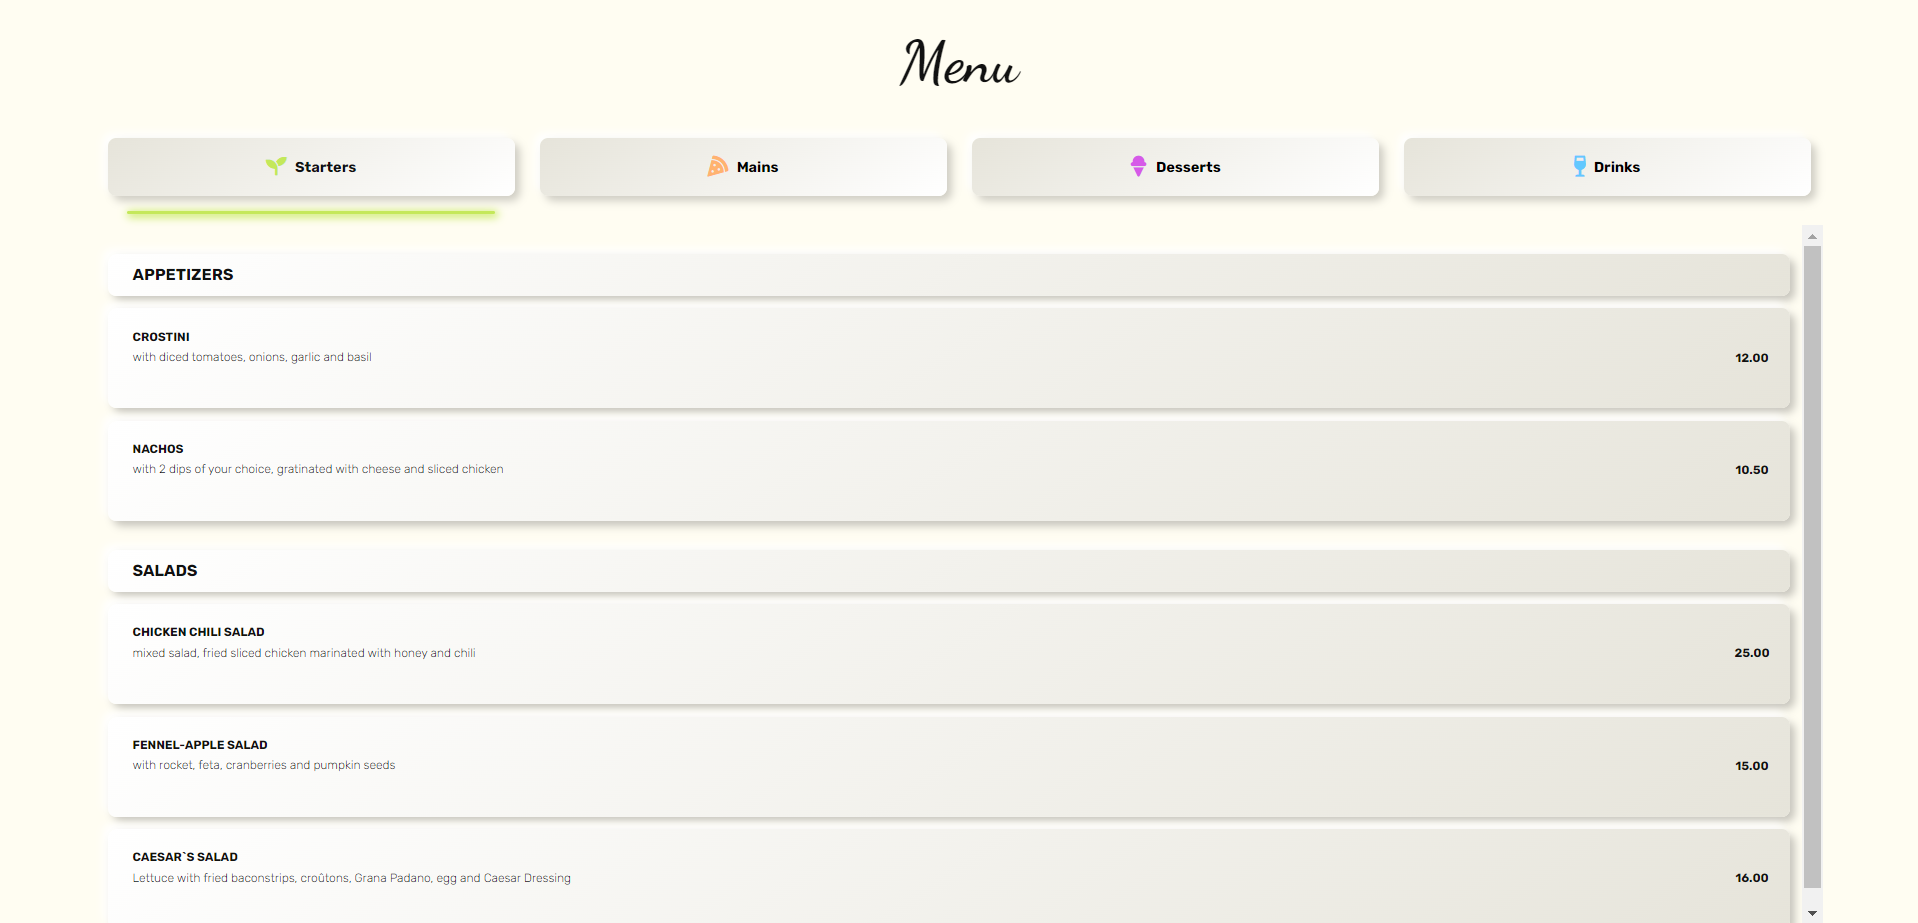 Menu
Starters
Mains
Desserts
Drinks
APPETIZERS
CROSTINI
with diced tomatoes, onions, garlic and basil
12.00
NACHOS
with 2 dips of your choice, gratinated with cheese and sliced chicken
10.50
SALADS
CHICKEN CHILI SALAD
mixed salad, fried sliced chicken marinated with honey and chili
25.00
FENNEL-APPLE SALAD
with rocket, feta, cranberries and pumpkin seeds
15.00
CAESAR`S SALAD
Lettuce with fried baconstrips, croûtons, Grana Padano, egg and Caesar Dressing
16.00